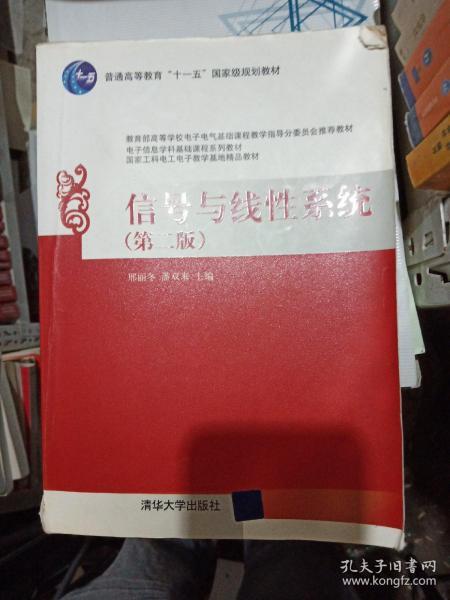 十一五
普通高等教育“十一五”国家级规划教材
教育部高等学校电子电气基础课程教学指导分委员会推荐教材
电子信息学科基础课程系列教材
国家工科电工电子教学基地精品教材
信号与线性系统
（第二版）
邢丽冬 潘双来 主编
清华大学出版社
孔夫子旧书网
www.kongfz.com